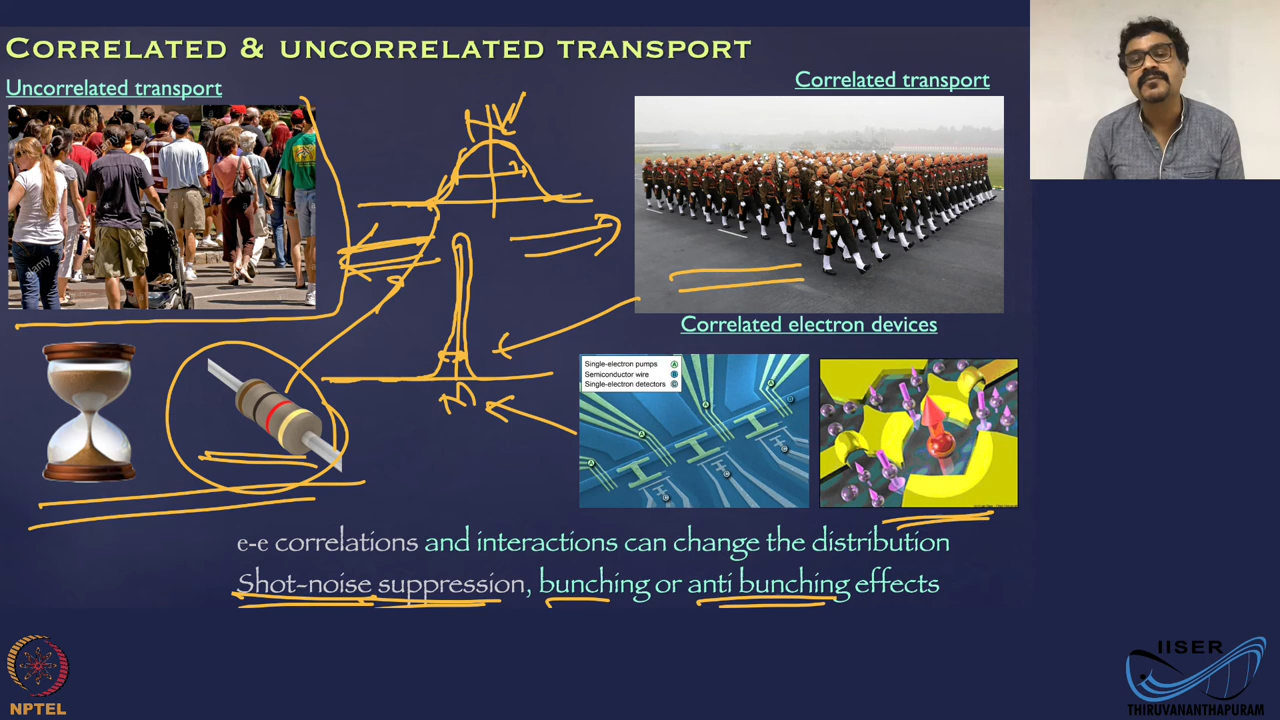 CORRELATED & UNCORRELATED TRANSPORT
Uncorrelated transport
Correlated transport
alamy
Correlated electron devices
Single-electron pumps A
Semiconductor wire B
Single-electron detectors C
A
A
A
A
B
C
C
C
e-e correlations and interactions can change the distribution
Shot-noise suppression, bunching or anti bunching effects
NPTEL
IISER
THIRUVANANTHAPURAM